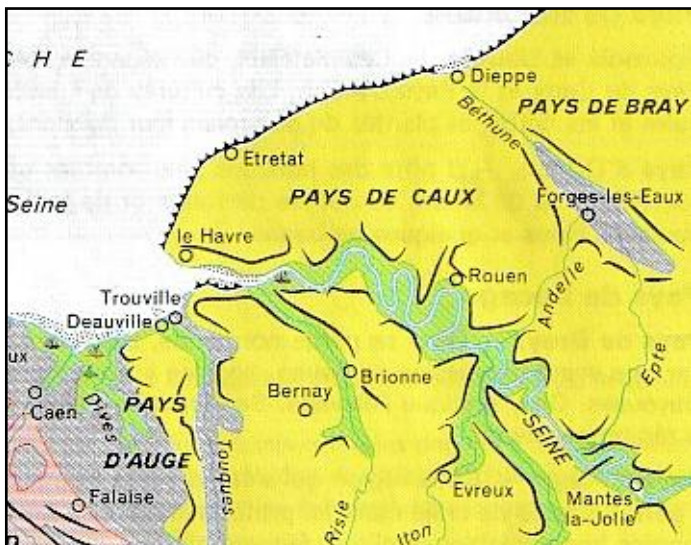 C H E
Dieppe
Béthune
PAYS DE BRAY
Etretat
PAYS DE CAUX
Forges-les-Eaux
Seine
le Havre
Rouen
Andelle
Epte
Trouville
Deauville
ux
Caen
Dives
PAYS
D'AUGE
Bernay
Brionne
SEINE
Touques
Falaise
Risle
Iton
Evreux
Mantes
la-Jolie